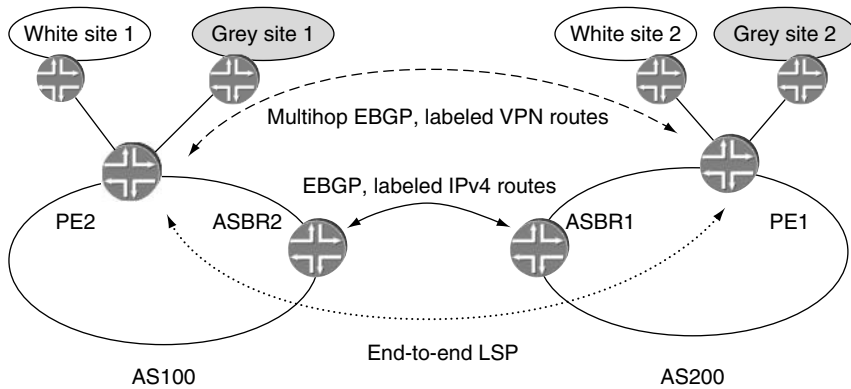 White site 1
Grey site 1
White site 2
Grey site 2
Multihop EBGP, labeled VPN routes
EBGP, labeled IPv4 routes
PE2
ASBR2
ASBR1
PE1
End-to-end LSP
AS100
AS200